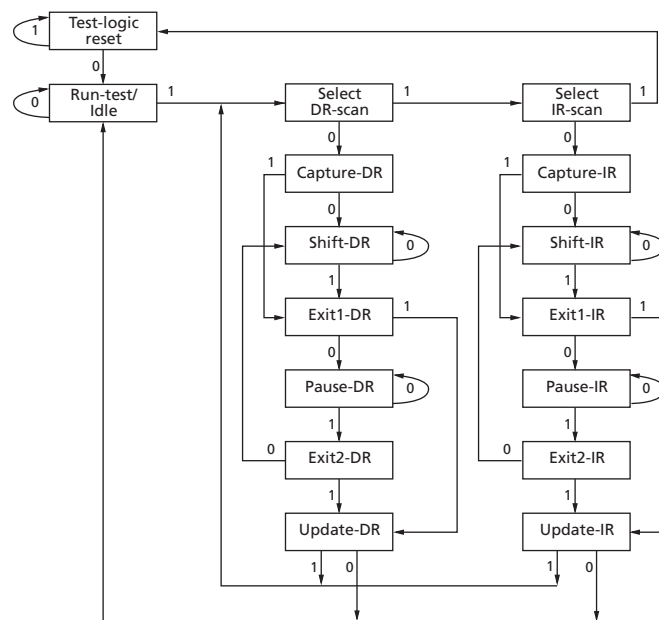 Test-logic
reset
1
0
Run-test/
Idle
0
1
Select
DR-scan
1
Select
IR-scan
1
0
0
1
Capture-DR
1
Capture-IR
0
0
Shift-DR
0
Shift-IR
0
1
1
Exit1-DR
1
Exit1-IR
1
0
0
Pause-DR
0
Pause-IR
0
1
1
0
Exit2-DR
0
Exit2-IR
1
1
Update-DR
Update-IR
1
0
1
0